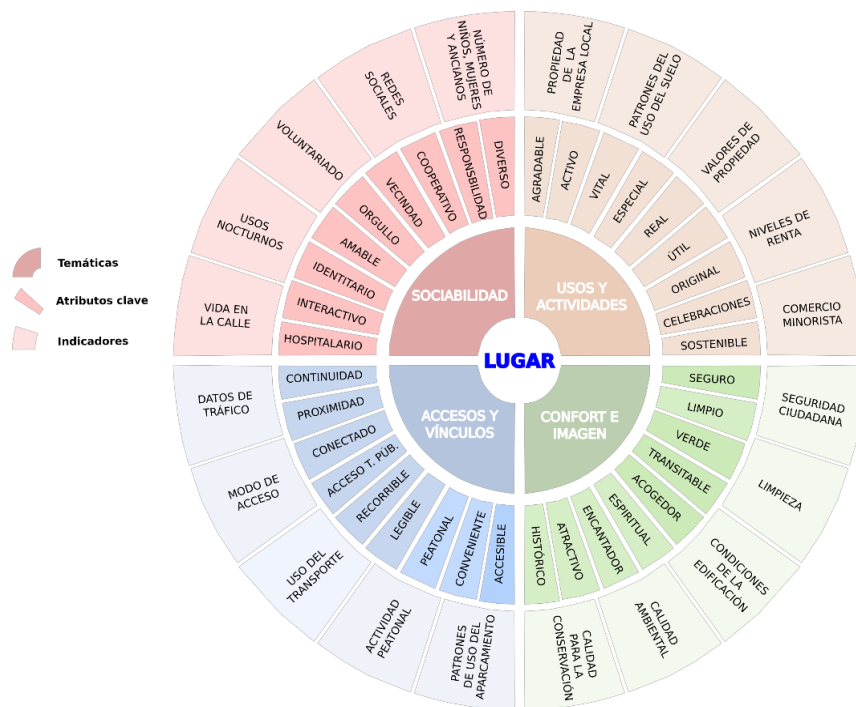 Temáticas
Atributos clave
Indicadores
LUGAR
SOCIABILIDAD
USOS Y
ACTIVIDADES
ACCESOS Y
VÍNCULOS
CONFORT E
IMAGEN
HOSPITALARIO
INTERACTIVO
IDENTITARIO
AMABLE
ORGULLO
VECINDAD
COOPERATIVO
RESPONSBILIDAD
DIVERSO
AGRADABLE
ACTIVO
VITAL
ESPECIAL
REAL
ÚTIL
ORIGINAL
CELEBRACIONES
SOSTENIBLE
SEGURO
LIMPIO
VERDE
TRANSITABLE
ACOGEDOR
ESPIRITUAL
ENCANTADOR
ATRACTIVO
HISTÓRICO
ACCESIBLE
CONVENIENTE
PEATONAL
LEGIBLE
RECORRIBLE
ACCESO T. PÚB.
CONECTADO
PROXIMIDAD
CONTINUIDAD
VIDA EN
LA CALLE
USOS
NOCTURNOS
VOLUNTARIADO
REDES
SOCIALES
NÚMERO DE
NIÑOS, MUJERES
Y ANCIANOS
PROPIEDAD
DE LA
EMPRESA LOCAL
PATRONES DEL
USO DEL SUELO
VALORES DE
PROPIEDAD
NIVELES DE
RENTA
COMERCIO
MINORISTA
SEGURIDAD
CIUDADANA
LIMPIEZA
CONDICIONES
DE LA
EDIFICACIÓN
CALIDAD
AMBIENTAL
CALIDAD
PARA LA
CONSERVACIÓN
PATRONES
DE USO DEL
APARCAMIENTO
ACTIVIDAD
PEATONAL
USO DEL
TRANSPORTE
MODO DE
ACCESO
DATOS DE
TRÁFICO